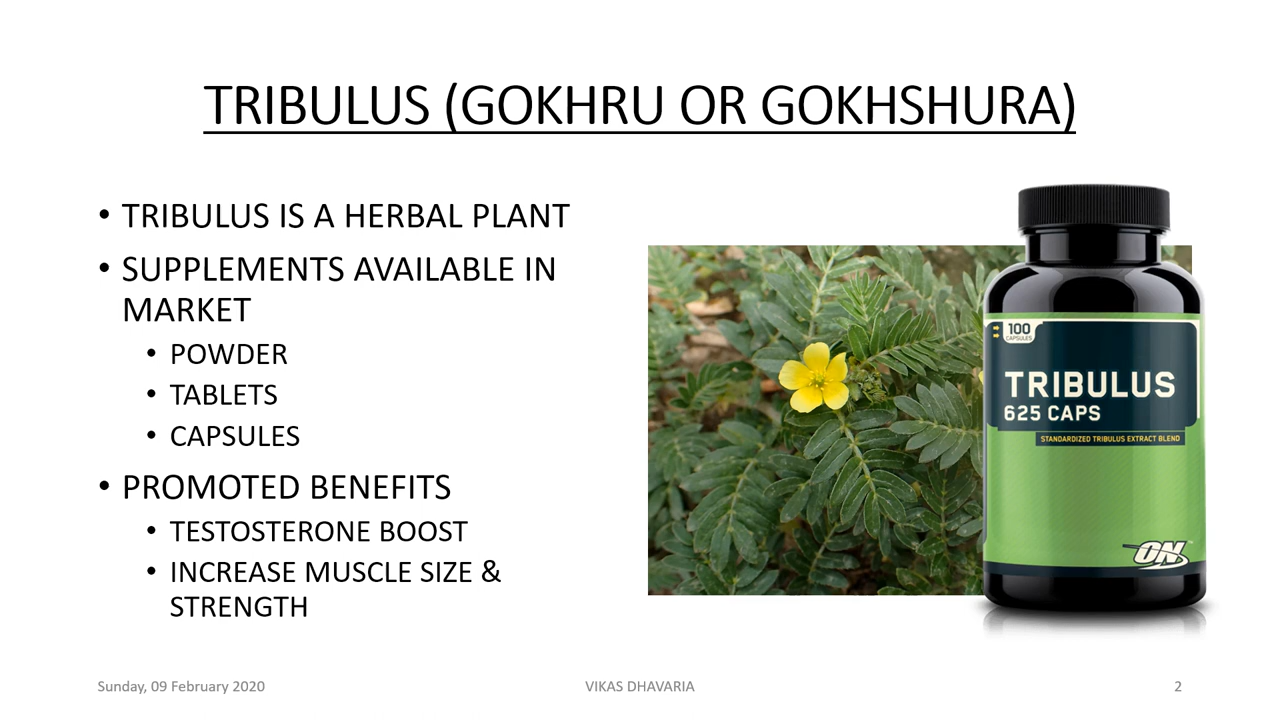 TRIBULUS (GOKHRU OR GOKHSHURA)
• TRIBULUS IS A HERBAL PLANT
• SUPPLEMENTS AVAILABLE IN
MARKET
• POWDER
• TABLETS
• CAPSULES
• PROMOTED BENEFITS
• TESTOSTERONE BOOST
• INCREASE MUSCLE SIZE &
STRENGTH
100
CAPSULES
TRIBULUS
625 CAPS
STANDARDIZED TRIBULUS EXTRACT BLEND
ON
Sunday, 09 February 2020
VIKAS DHAVARIA
2